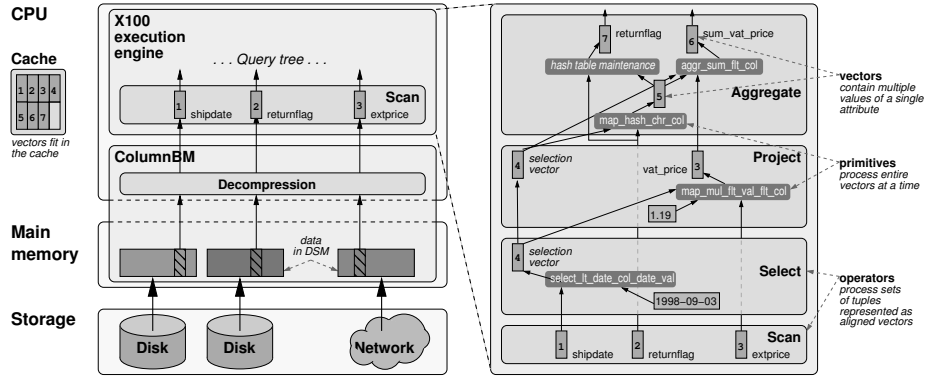 CPU
Cache
1 2 3 4
5 6 7
vectors fit in
the cache
Main
memory
Storage
X100
execution
engine
. . . Query tree . . .
Scan
1
shipdate
2
returnflag
3
extprice
ColumnBM
Decompression
data
in DSM
Disk
Disk
Network
7
returnflag
6
sum_vat_price
hash table maintenance
aggr_sum_flt_col
5
Aggregate
map_hash_chr_col
4
selection
vector
Project
vat_price
3
map_mul_flt_val_flt_col
1.19
4
selection
vector
select_lt_date_col_date_val
Select
1998-09-03
Scan
1
shipdate
2
returnflag
3
extprice
vectors
contain multiple
values of a single
attribute
primitives
process entire
vectors at a time
operators
process sets
of tuples
represented as
aligned vectors